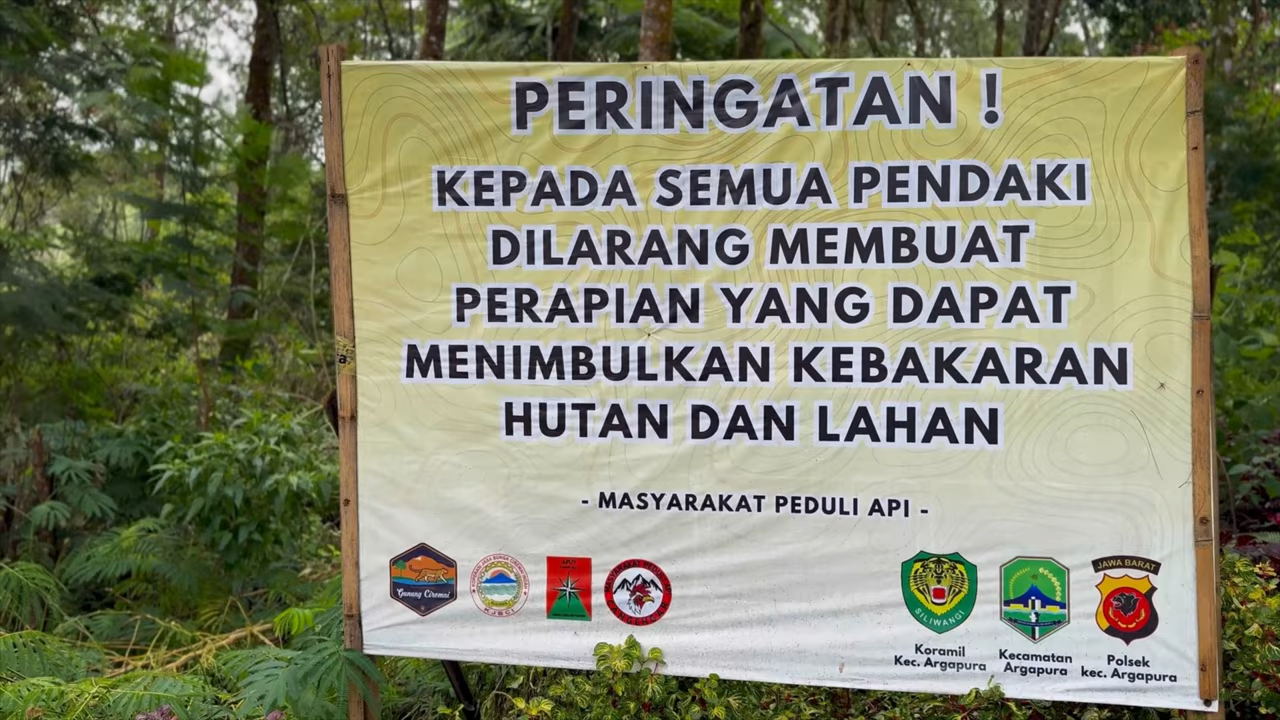 PERINGATAN !
KEPADA SEMUA PENDAKI
DILARANG MEMBUAT
PERAPIAN YANG DAPAT
MENIMBULKAN KEBAKARAN
HUTAN DAN LAHAN
- MASYARAKAT PEDULI API -
Gunung Ciremai
KJBC
SILIWANGI
JAWA BARAT
Koramil
Kec. Argapura
Kecamatan
Argapura
Polsek
kec. Argapura